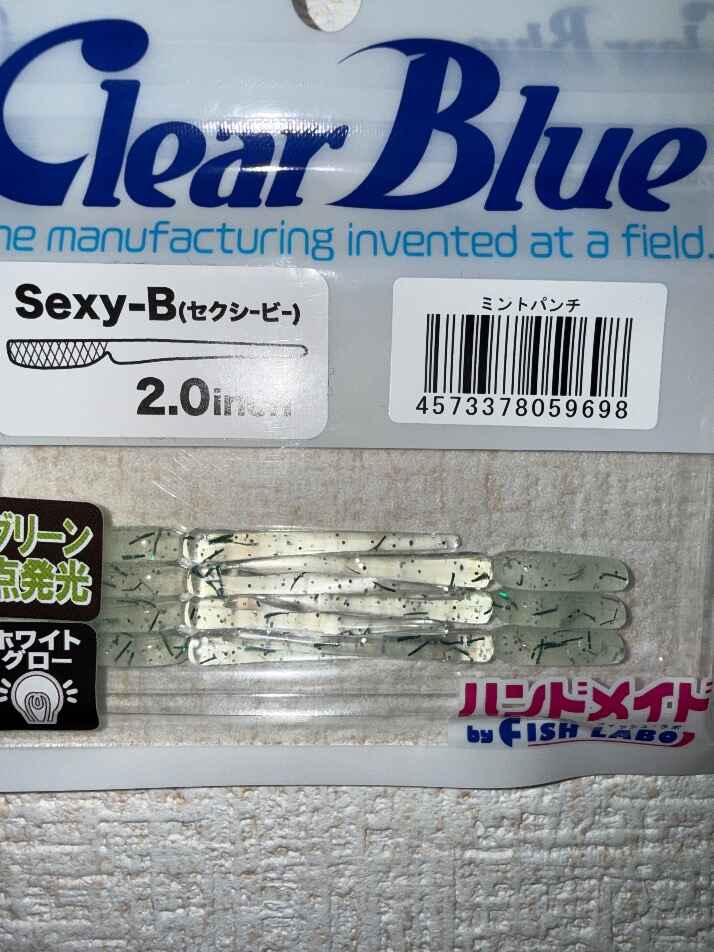 Clear Blue
he manufacturing invented at a field.
Sexy-B(セクシービー)
2.0inch
ミントパンチ
4573378059698
グリーン
点発光
ホワイト
グロー
ハンドメイド
by FISH LABO